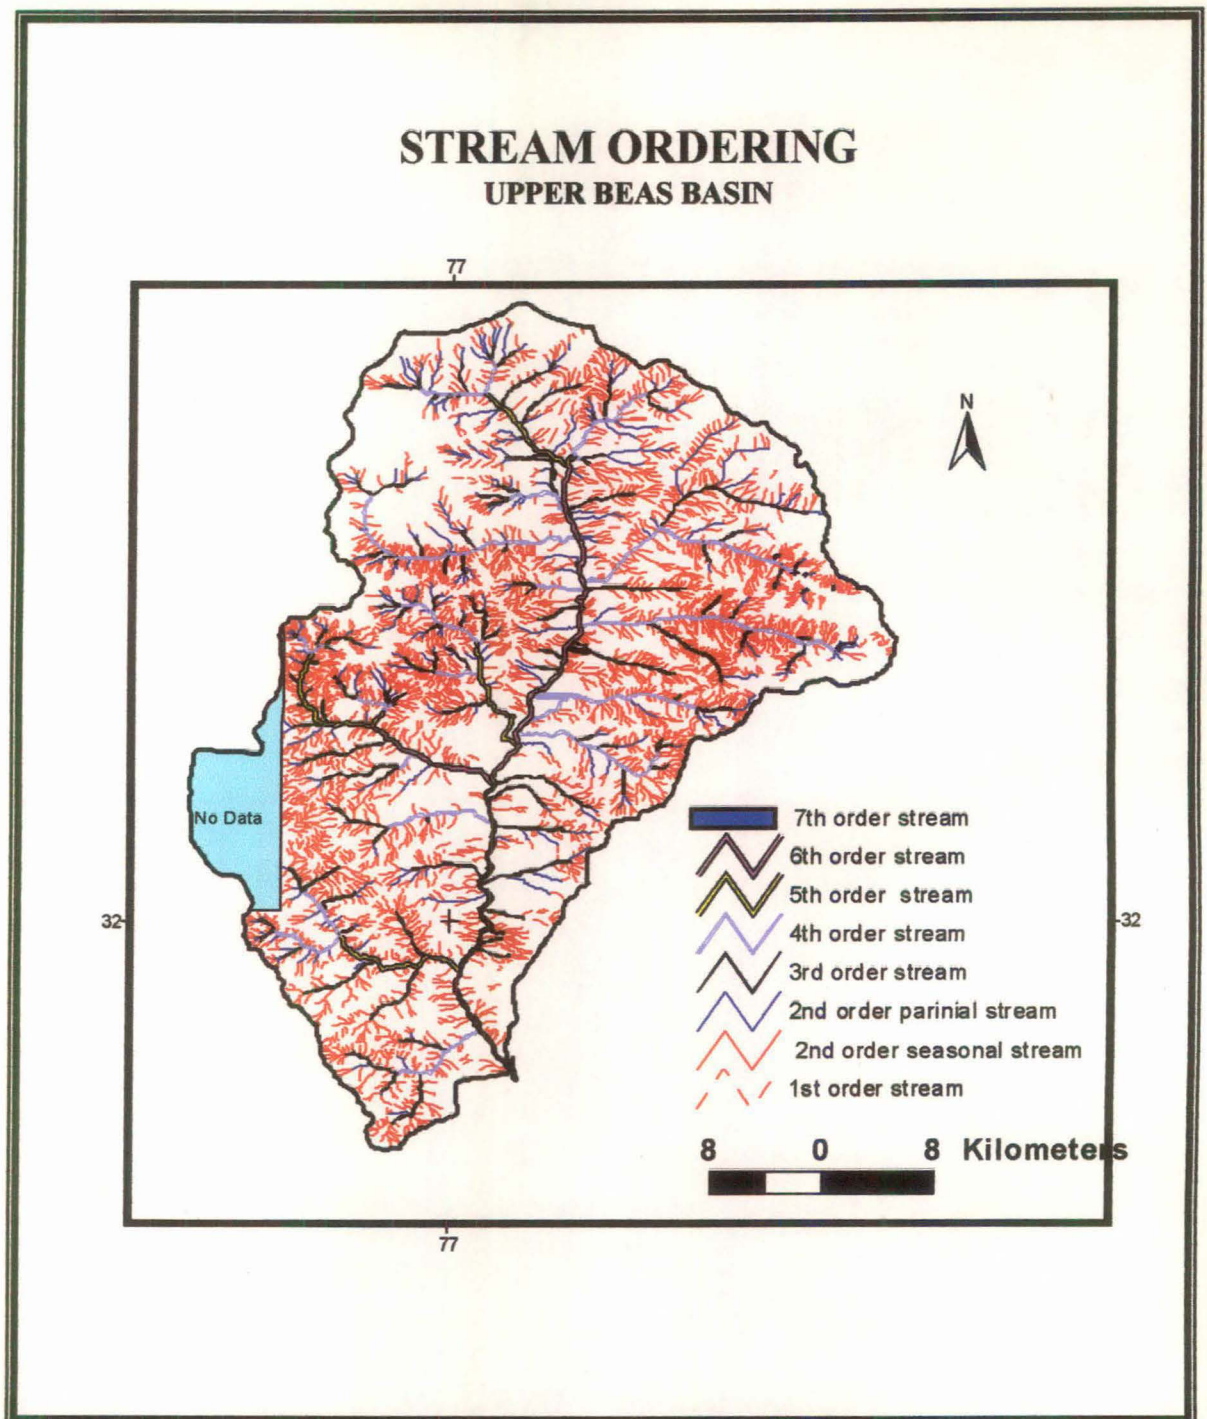 STREAM ORDERING
UPPER BEAS BASIN
77
N
No Data
7th order stream
6th order stream
5th order stream
4th order stream
32
32
3rd order stream
2nd order parinial stream
2nd order seasonal stream
1st order stream
8 0 8 Kilometers
77